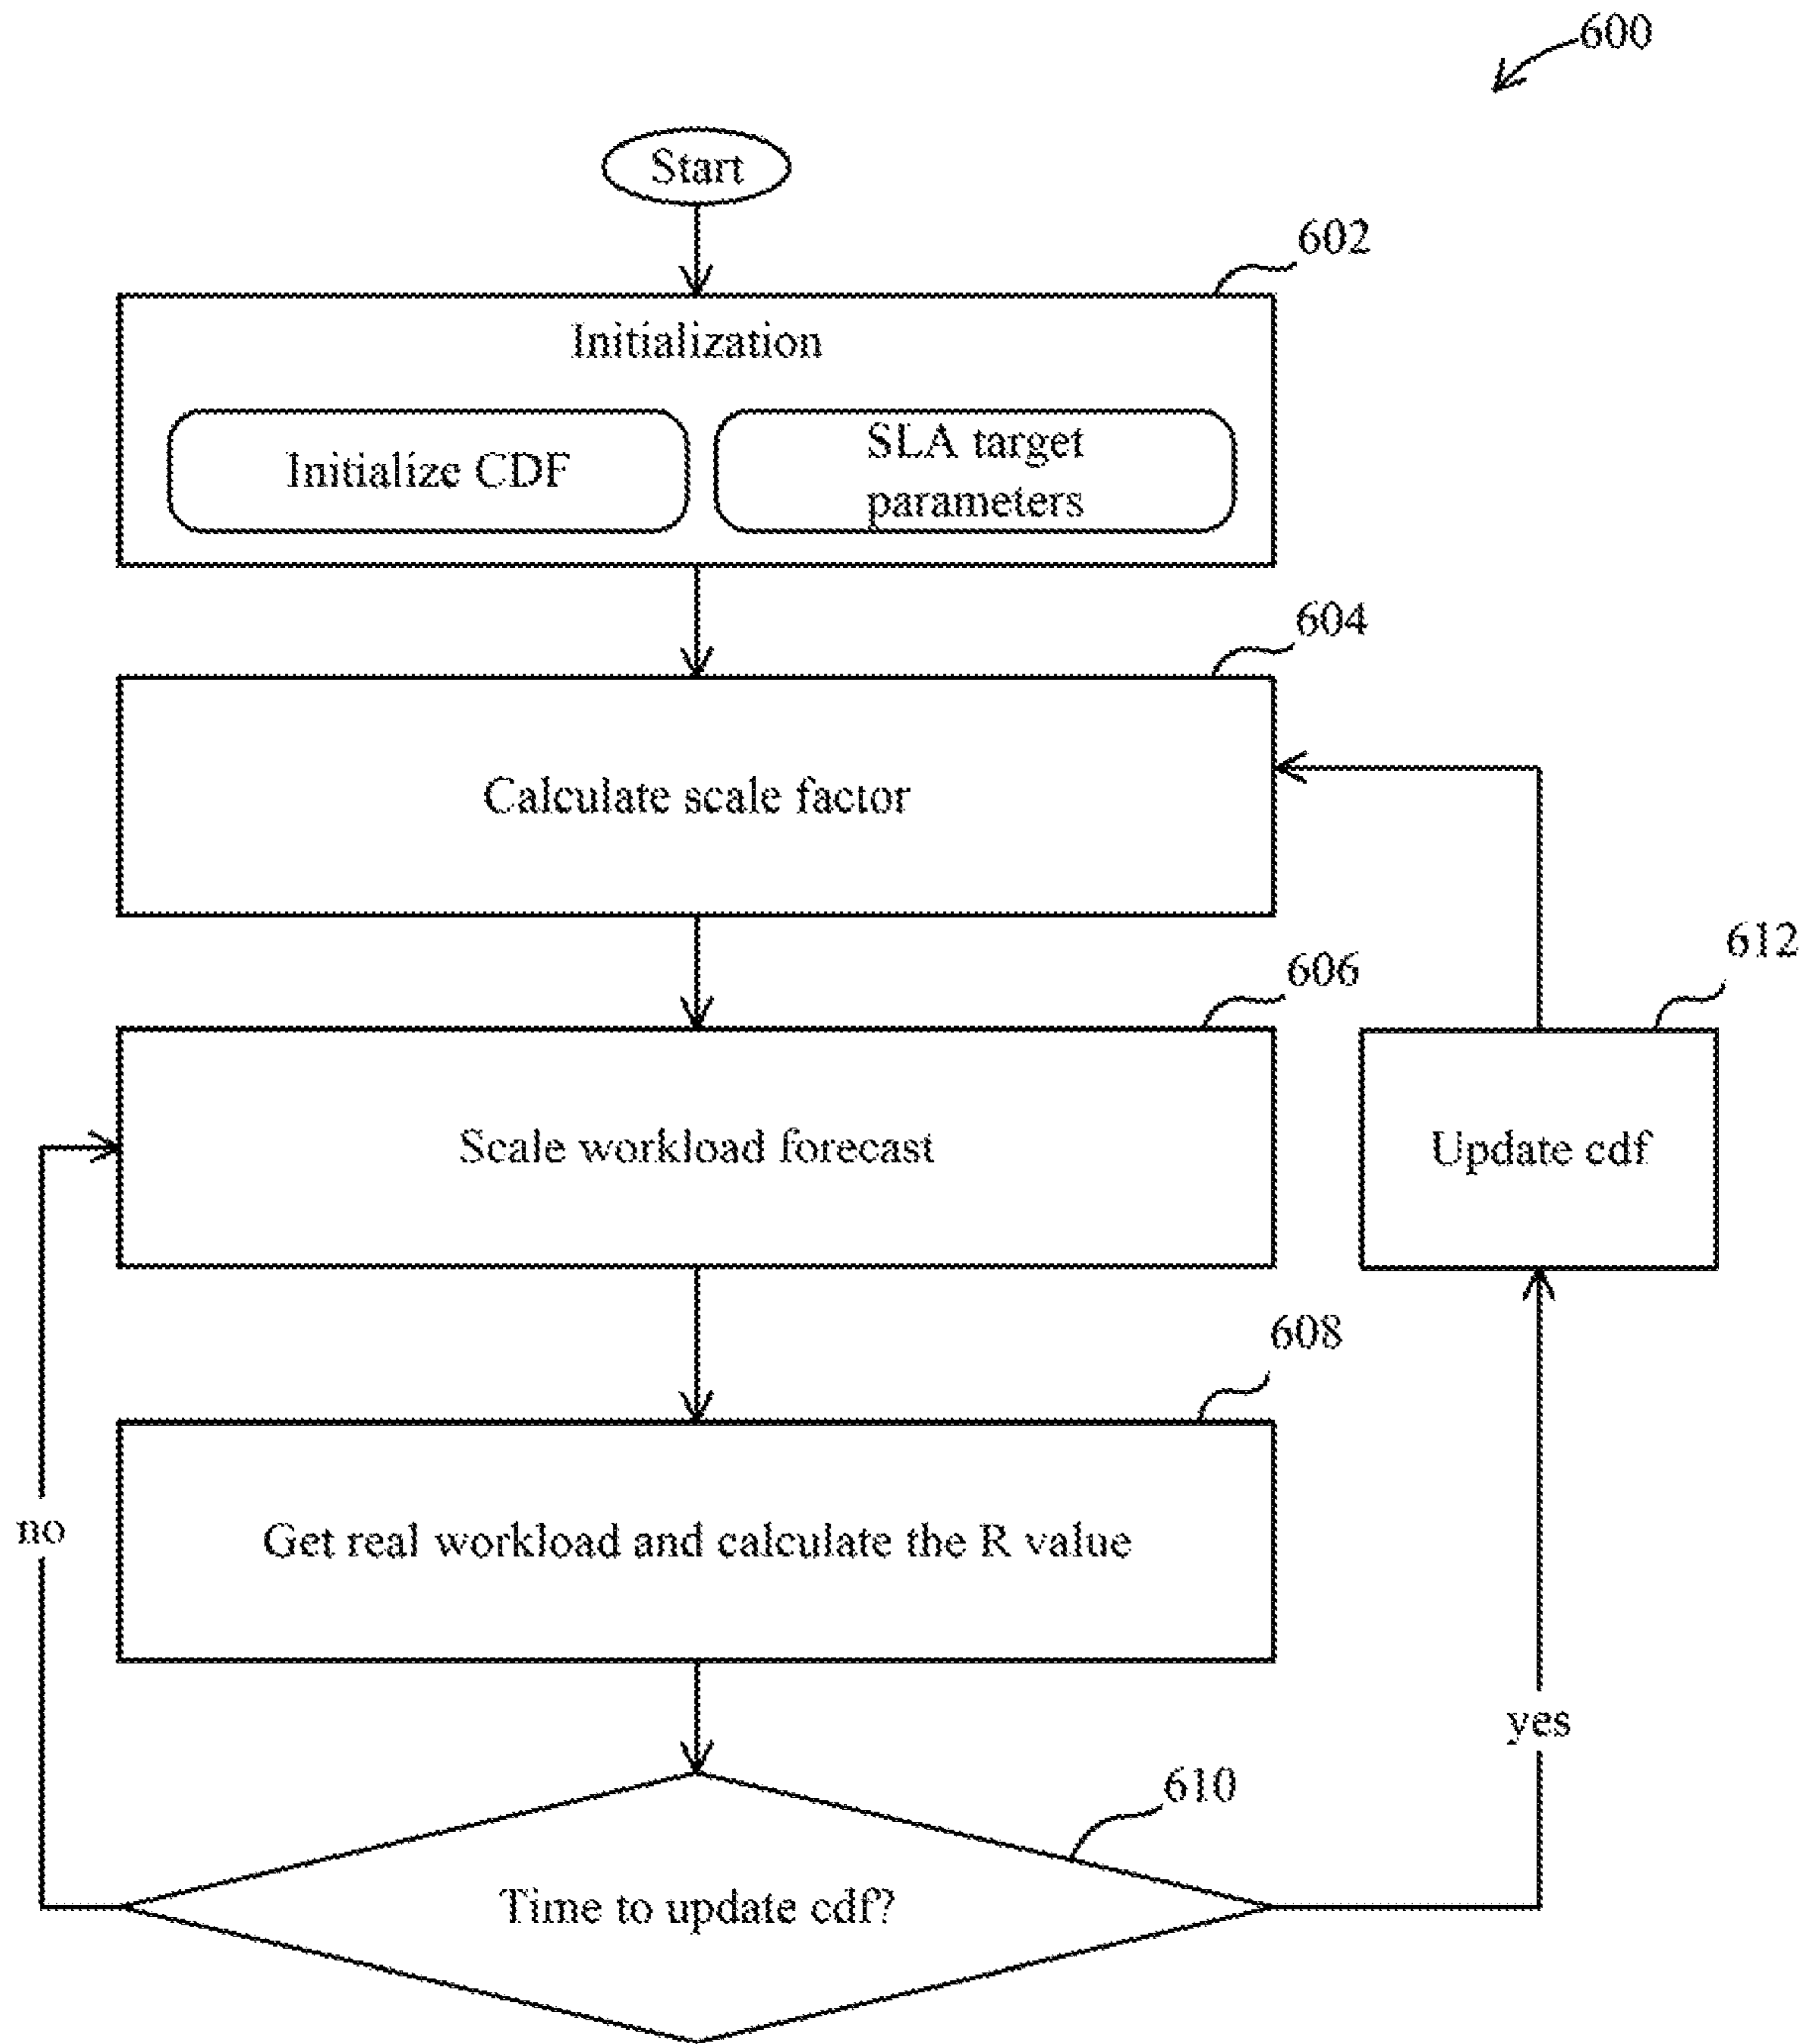 600
Start
602
Initialization
Initialize CDF
SLA target
parameters
604
Calculate scale factor
612
606
Scale workload forecast
Update cdf
608
no
Get real workload and calculate the R value
yes
610
Time to update cdf?